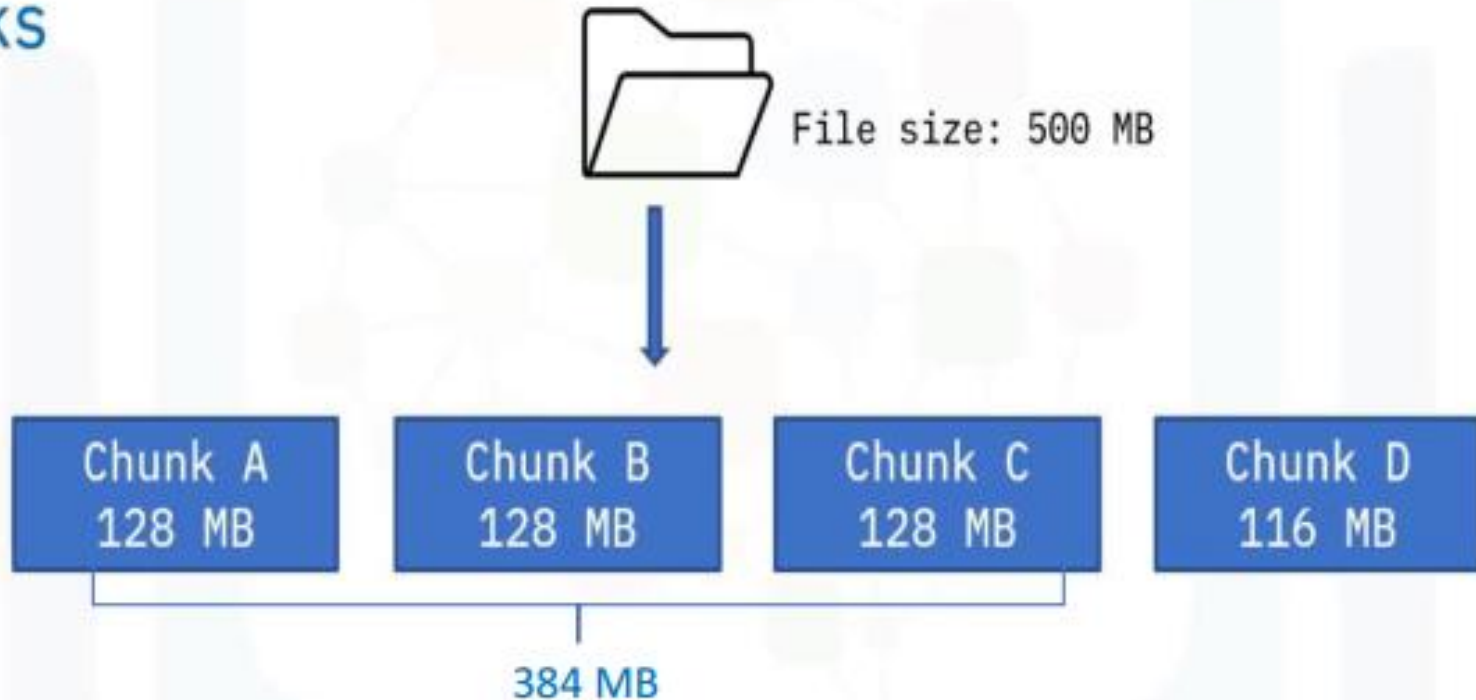 File size: 500 MB
Chunk A
128 MB
Chunk B
128 MB
Chunk C
128 MB
Chunk D
116 MB
384 MB